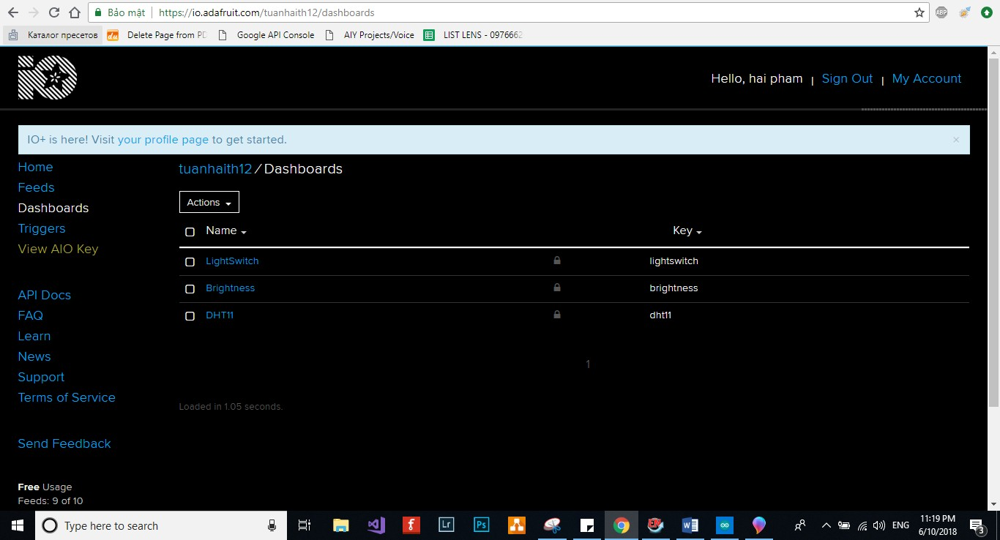 Bảo mật https://io.adafruit.com/tuanhaith12/dashboards ABP
Каталог пресетов du Delete Page from PD Google API Console AIY Projects/Voice LIST LENS - 0976662
Hello, hai pham | Sign Out | My Account
IO+ is here! Visit your profile page to get started. ×
Home
Feeds
Dashboards
Triggers
View AIO Key
API Docs
FAQ
Learn
News
Support
Terms of Service
Send Feedback
Free Usage
Feeds: 9 of 10
tuanhaith12 / Dashboards
Actions
Name Key
LightSwitch lightswitch
Brightness brightness
DHT11 dht11
1
Loaded in 1.05 seconds.
Type here to search Lr Ps ENG 11:19 PM
6/10/2018 3